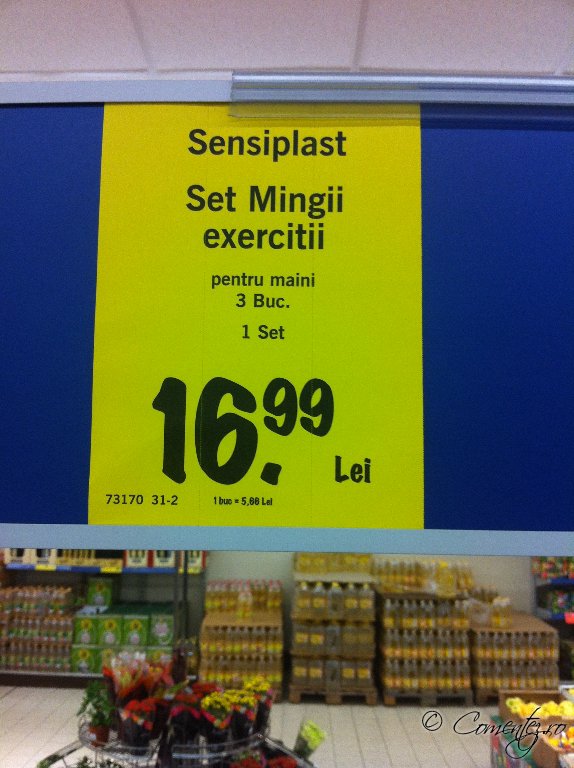 Sensiplast
Set Mingii
exercitii
pentru maini
3 Buc.
1 Set
16.99 Lei
73170 31-2 1 buc = 5,66 Lei
© Comentez.ro